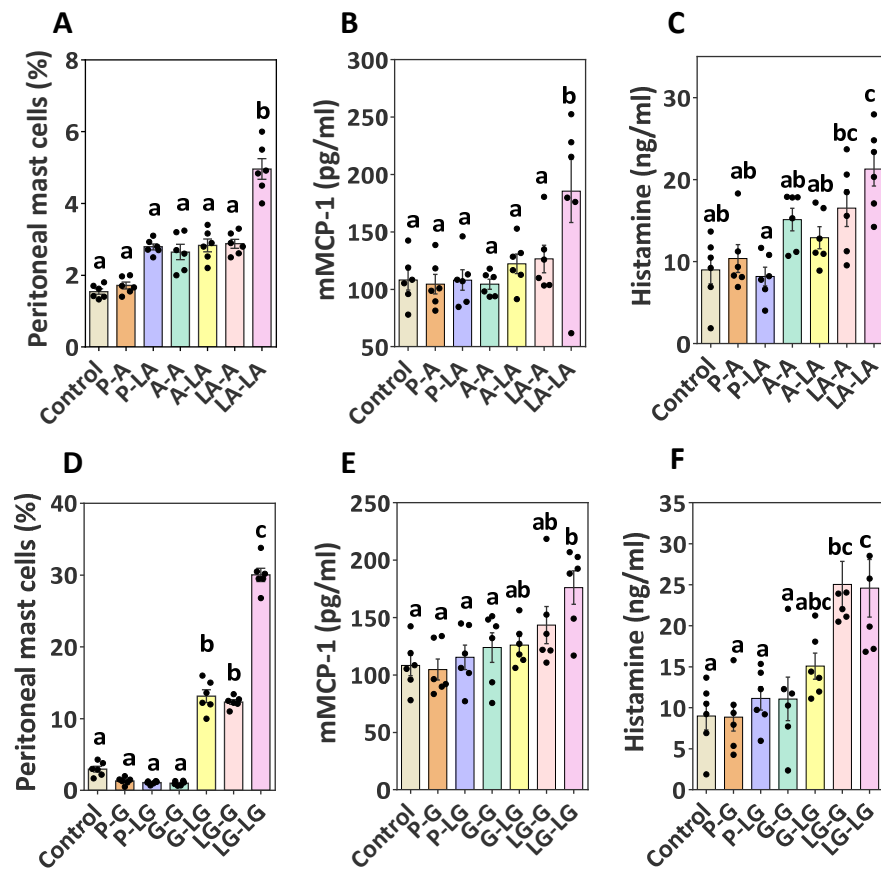 A
Peritoneal mast cells (%)
8
6
4
2
0
a
a
a
a
a
a
b
Control
P-A
P-LA
A-A
A-LA
LA-A
LA-LA
B
mMCP-1 (pg/ml)
300
250
200
150
100
50
a
a
a
a
a
a
b
Control
P-A
P-LA
A-A
A-LA
LA-A
LA-LA
C
Histamine (ng/ml)
30
20
10
0
ab
ab
a
ab
ab
bc
c
Control
P-A
P-LA
A-A
A-LA
LA-A
LA-LA
D
Peritoneal mast cells (%)
40
30
20
10
0
a
a
a
a
b
b
c
Control
P-G
P-LG
G-G
G-LG
LG-G
LG-LG
E
mMCP-1 (pg/ml)
250
200
150
100
50
0
a
a
a
a
ab
ab
b
Control
P-G
P-LG
G-G
G-LG
LG-G
LG-LG
F
Histamine (ng/ml)
35
30
25
20
15
10
5
0
a
a
a
a
abc
bc
c
Control
P-G
P-LG
G-G
G-LG
LG-G
LG-LG